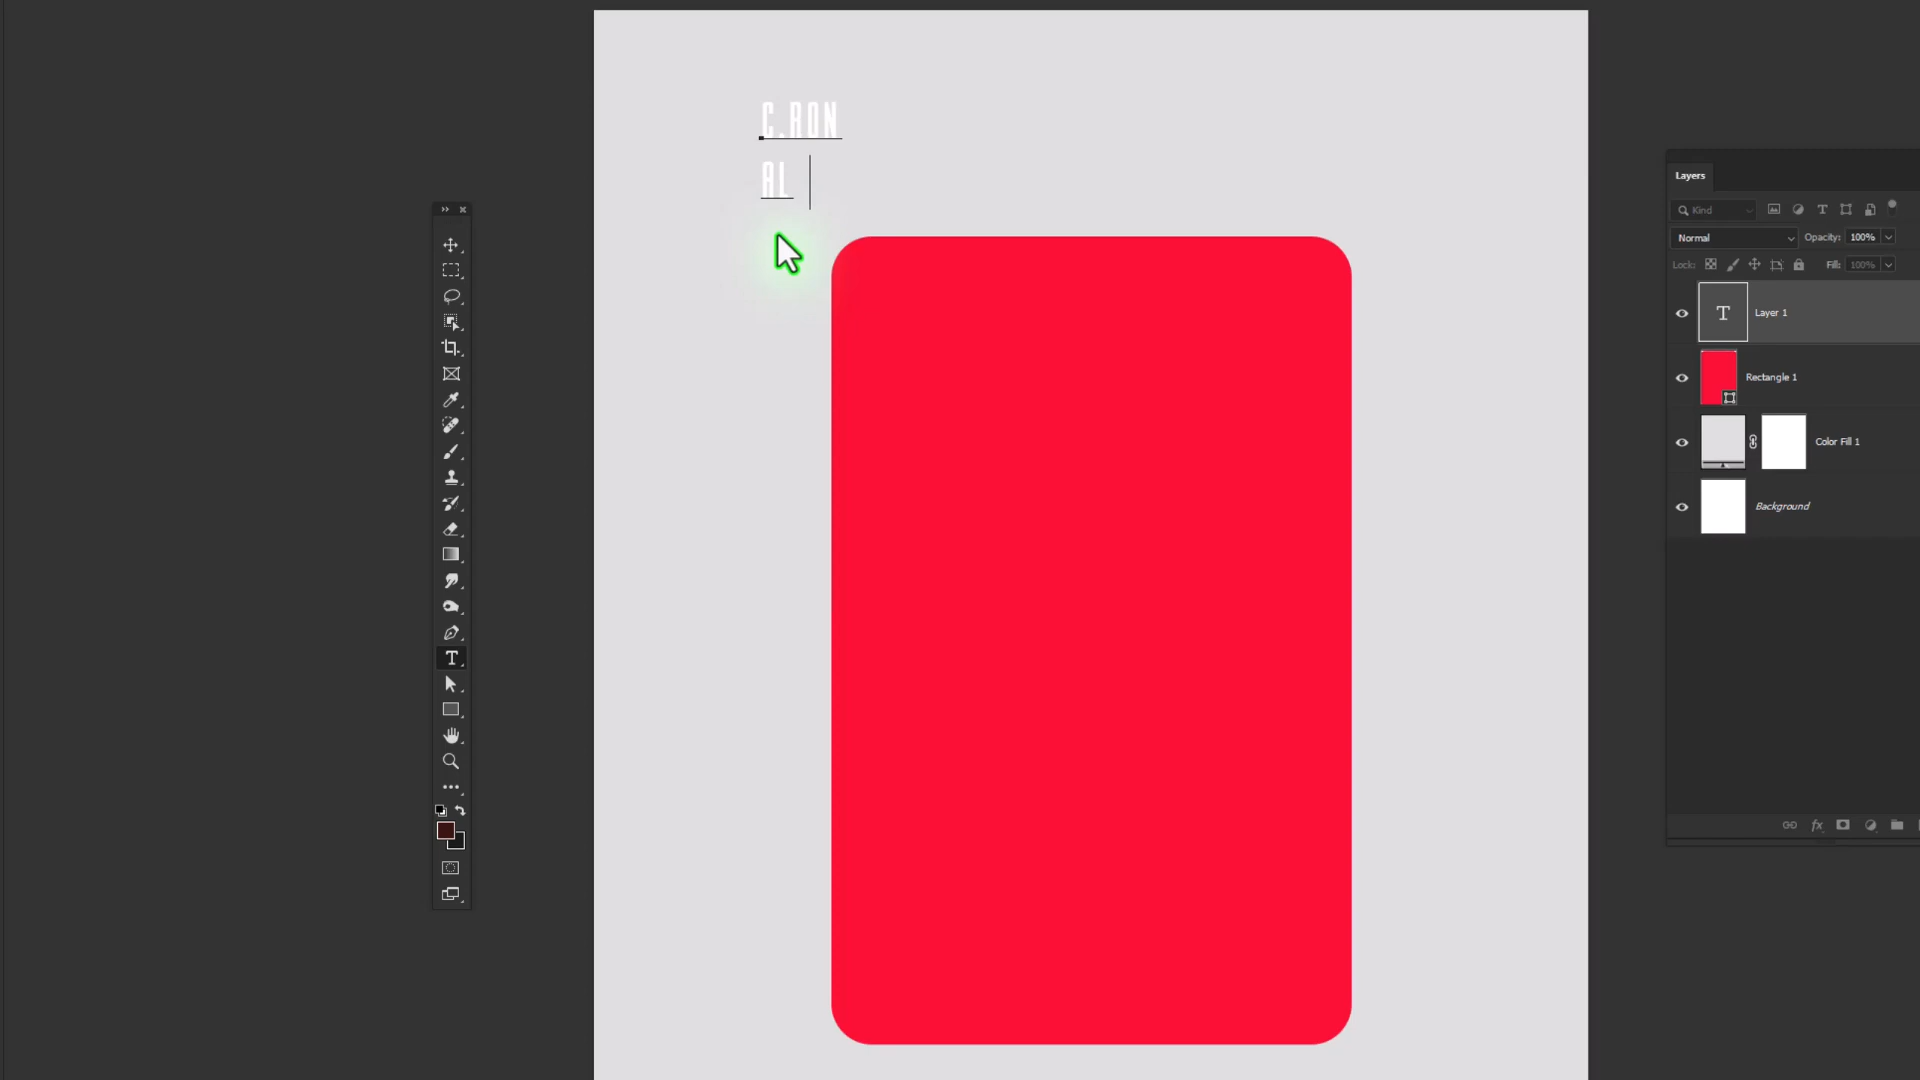 C.RON
AL
Layers
Kind
Normal
Opacity: 100%
Lock:
Fill: 100%
T
Layer 1
Rectangle 1
Color Fill 1
Background